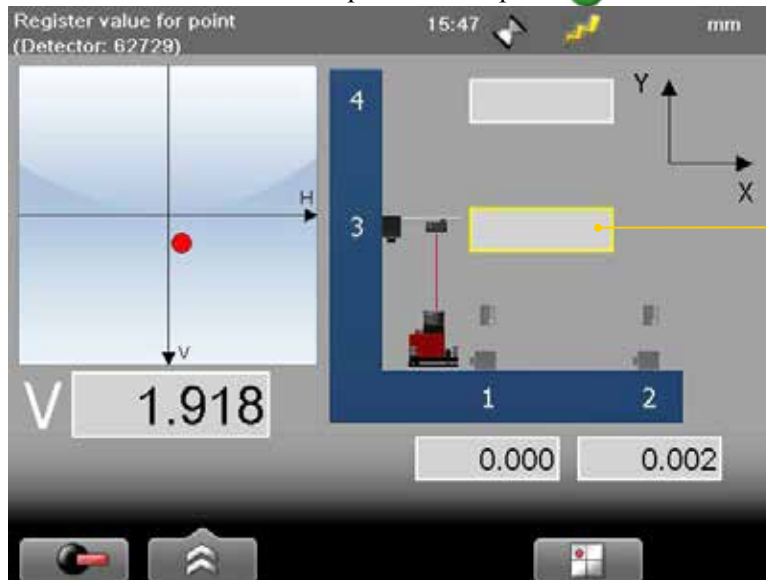 Register value for point
(Detector: 62729)
15:47
mm
H
V
V 1.918
4
3
1
2
Y
X
0.000
0.002